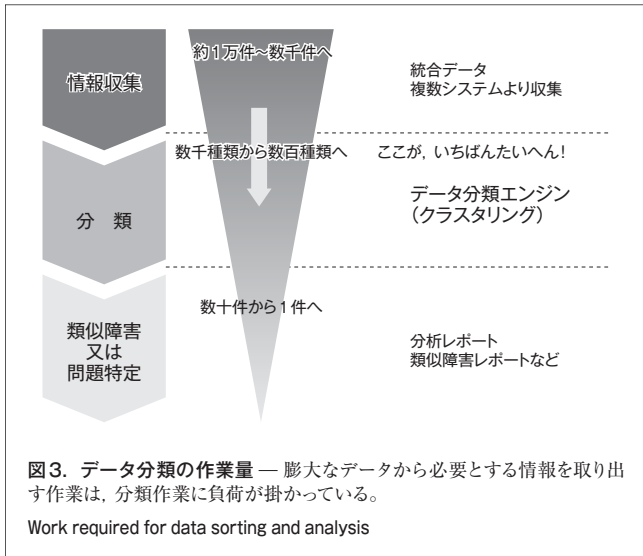 情報収集
約1万件～数千件へ
統合データ
複数システムより収集
数千種類から数百種類へ
ここが，いちばんたいへん！
分　類
データ分類エンジン
（クラスタリング）
数十件から1件へ
類似障害
又は
問題特定
分析レポート
類似障害レポートなど
図3．データ分類の作業量 — 膨大なデータから必要とする情報を取り出
す作業は，分類作業に負荷が掛かっている。
Work required for data sorting and analysis